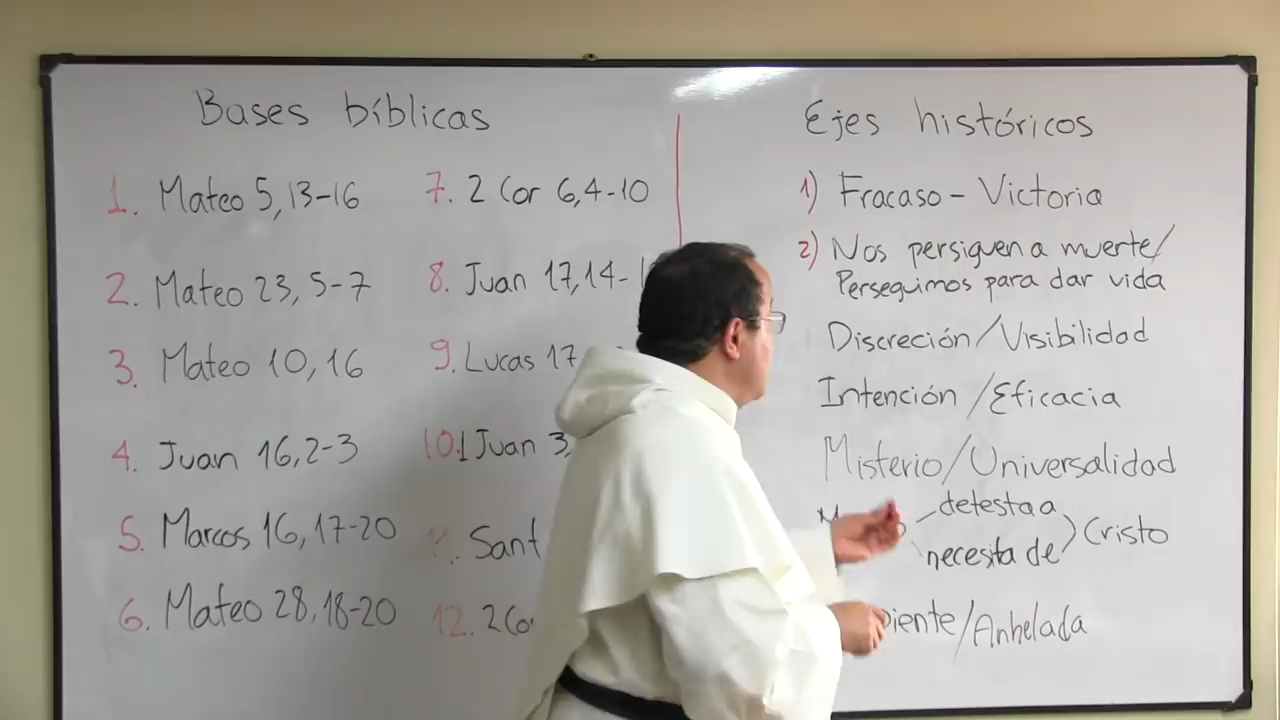 Bases bíblicas
1. Mateo 5,13-16
2. Mateo 23, 5-7
3. Mateo 10,16
4. Juan 16,2-3
5. Marcos 16,17-20
6. Mateo 28,18-20
7. 2 Cor 6,4-10
8. Juan 17,14-
9. Lucas 17
10. 1 Juan 3,
Sant
12. 2 Co
Ejes históricos
1) Fracaso - Victoria
2) Nos persiguen a muerte/
Perseguimos para dar vida
Discreción/Visibilidad
Intención/Eficacia
Misterio/Universalidad
detesta a
necesita de
Cristo
/Anhelada